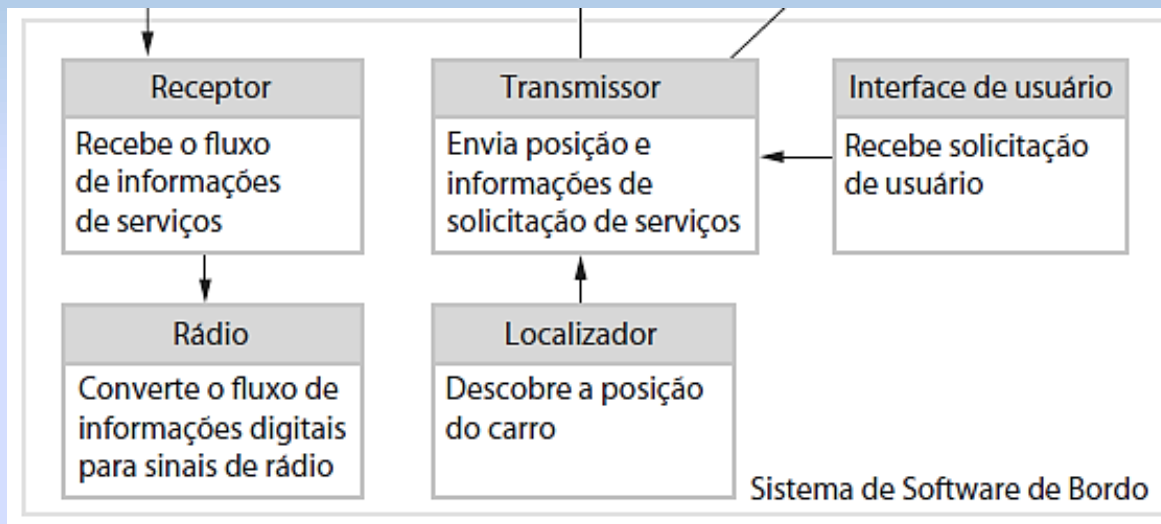 Receptor
Recebe o fluxo
de informações
de serviços
Transmissor
Envia posição e
informações de
solicitação de serviços
Interface de usuário
Recebe solicitação
de usuário
Rádio
Converte o fluxo de
informações digitais
para sinais de rádio
Localizador
Descobre a posição
do carro
Sistema de Software de Bordo